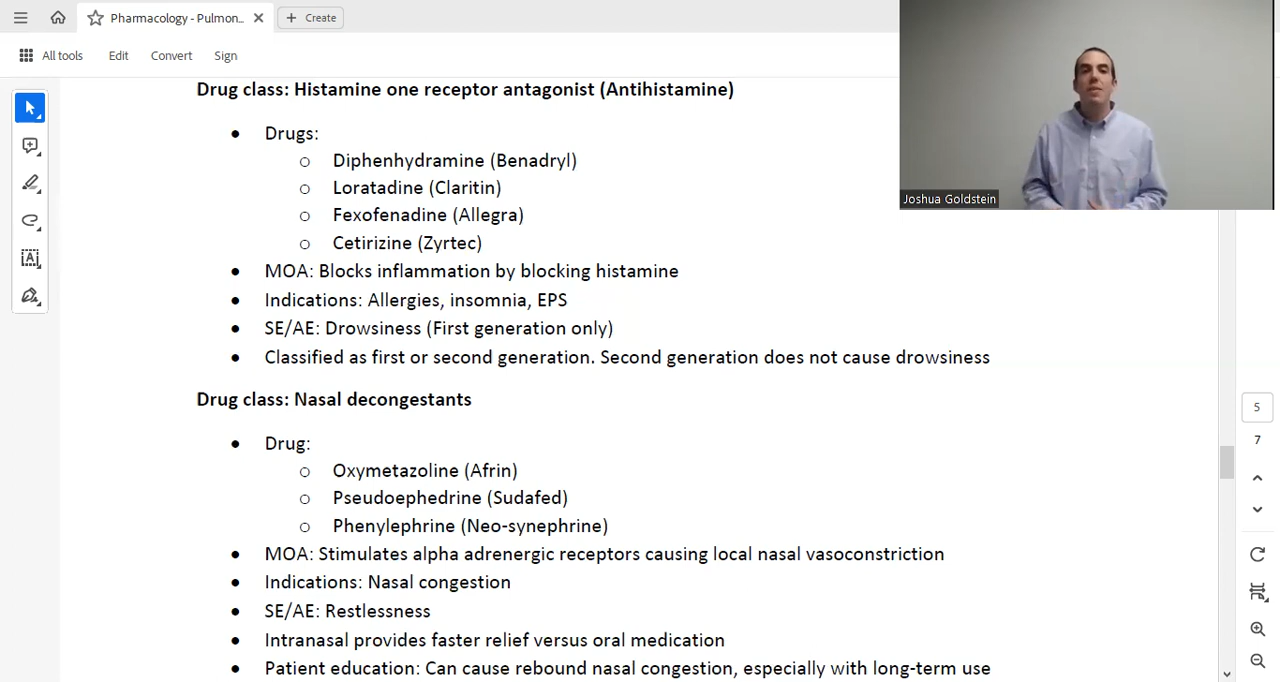 Pharmacology - Pulmon...
Create
All tools
Edit
Convert
Sign
Joshua Goldstein
Drug class: Histamine one receptor antagonist (Antihistamine)
• Drugs:
o Diphenhydramine (Benadryl)
o Loratadine (Claritin)
o Fexofenadine (Allegra)
o Cetirizine (Zyrtec)
• MOA: Blocks inflammation by blocking histamine
• Indications: Allergies, insomnia, EPS
• SE/AE: Drowsiness (First generation only)
• Classified as first or second generation. Second generation does not cause drowsiness
Drug class: Nasal decongestants
• Drug:
o Oxymetazoline (Afrin)
o Pseudoephedrine (Sudafed)
o Phenylephrine (Neo-synephrine)
• MOA: Stimulates alpha adrenergic receptors causing local nasal vasoconstriction
• Indications: Nasal congestion
• SE/AE: Restlessness
• Intranasal provides faster relief versus oral medication
• Patient education: Can cause rebound nasal congestion, especially with long-term use
5
7